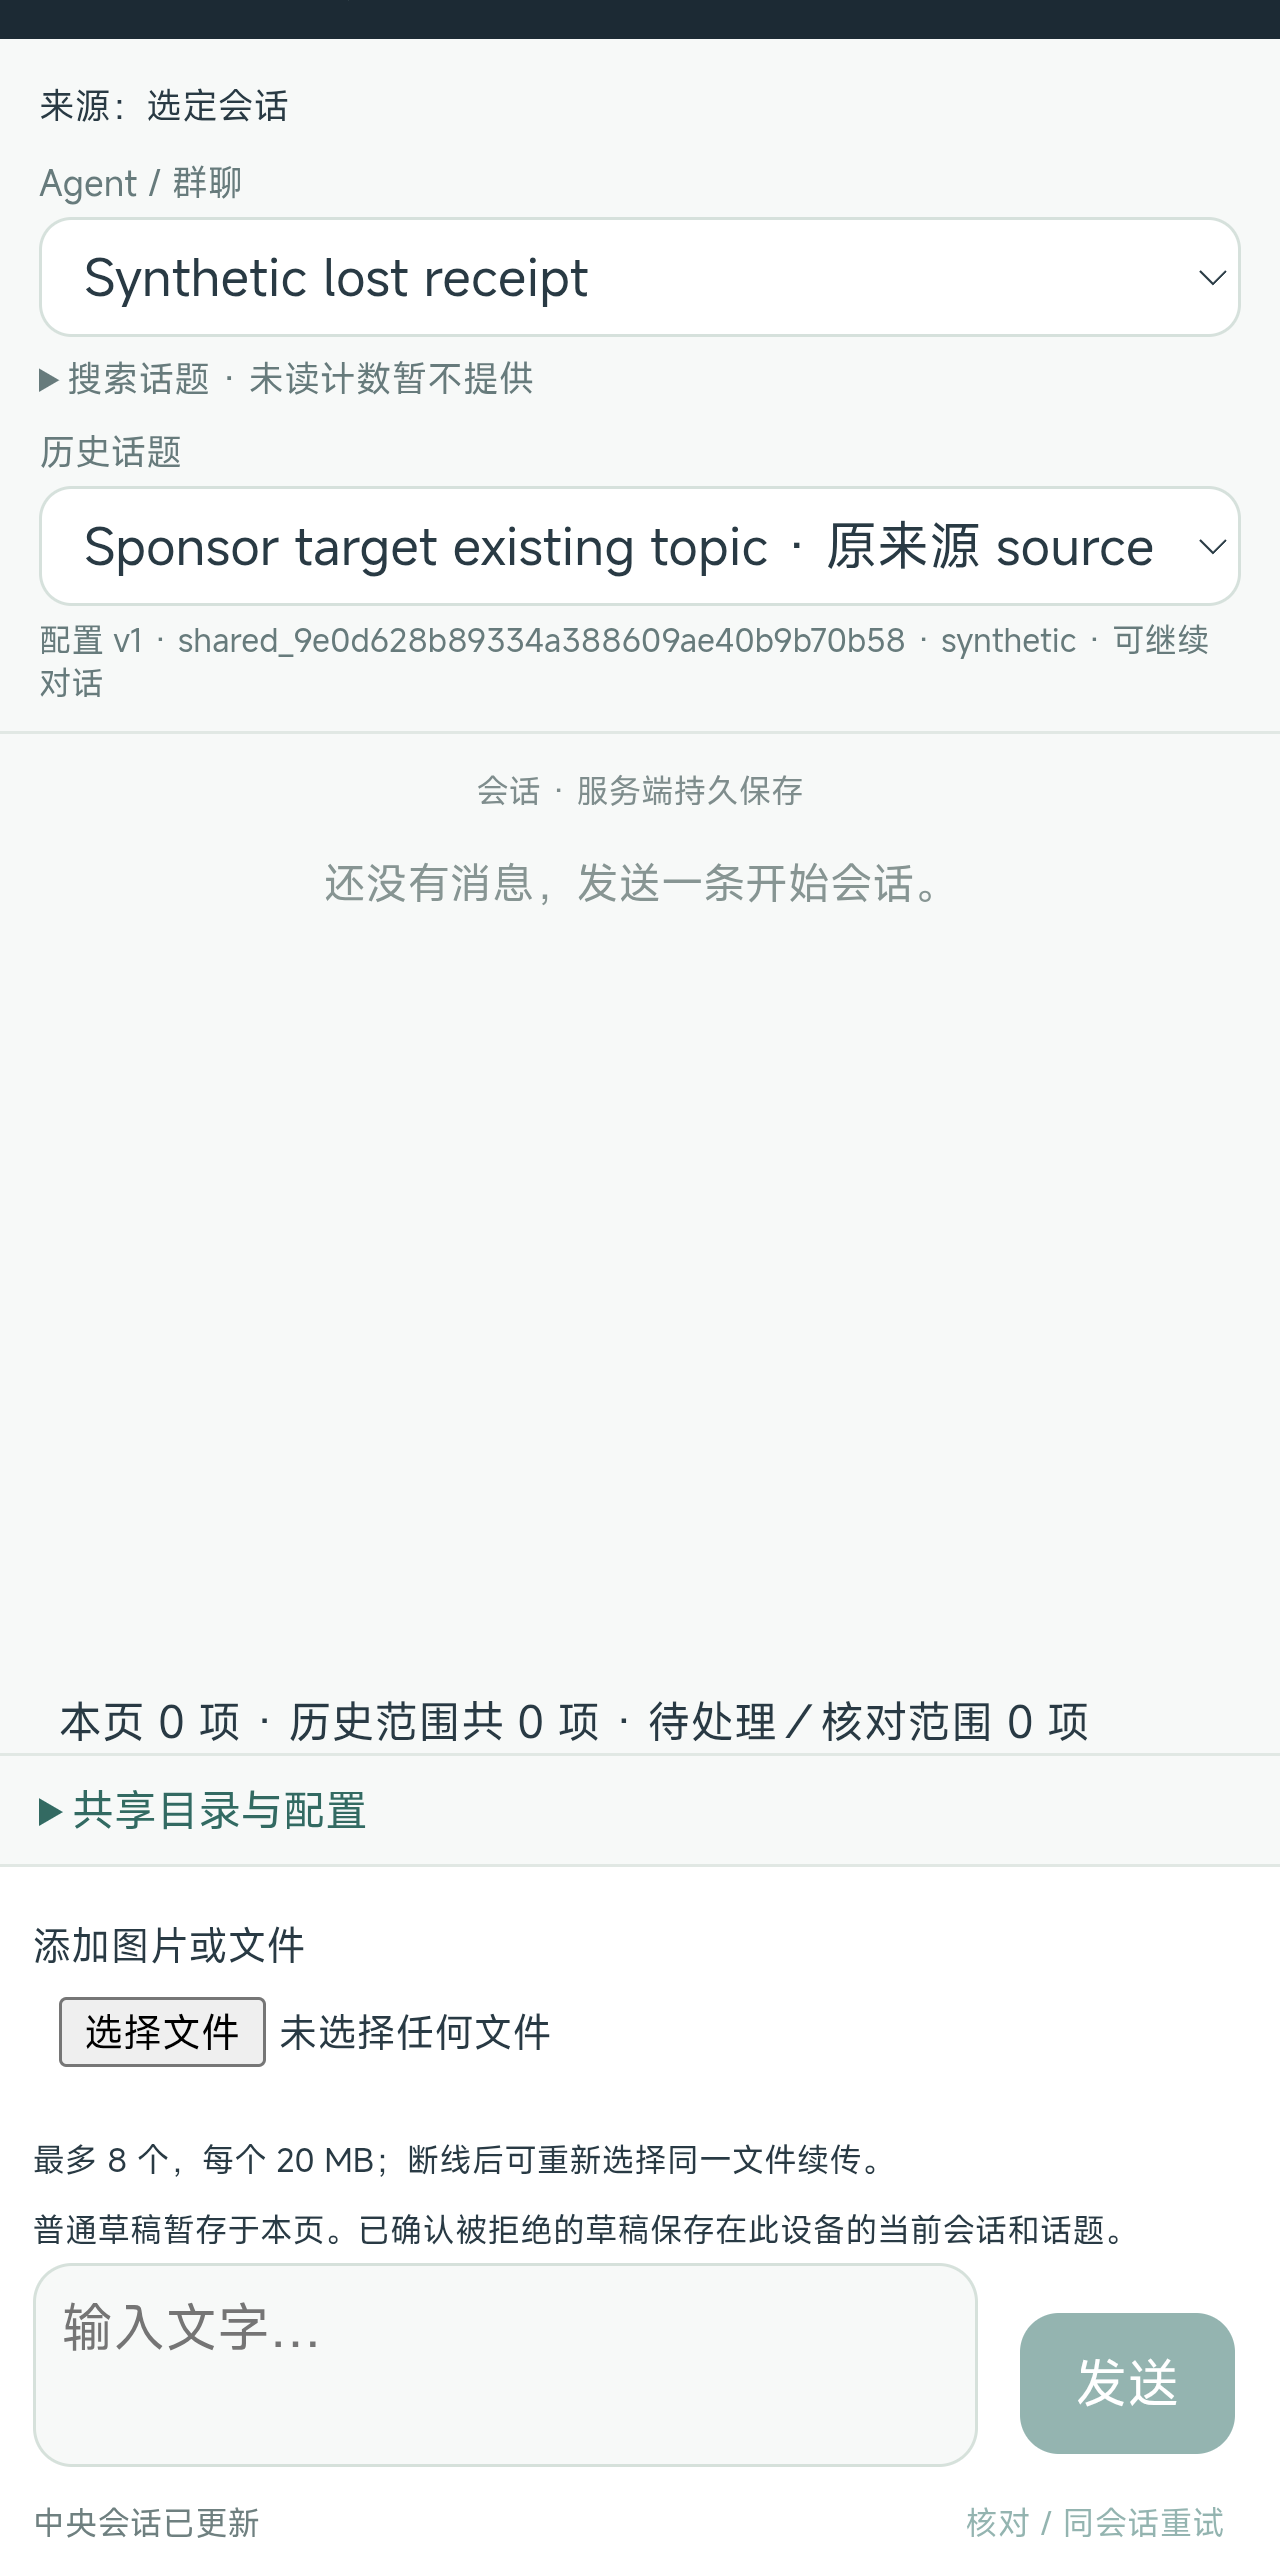 来源：选定会话
Agent / 群聊
Synthetic lost receipt
搜索话题 · 未读计数暂不提供
历史话题
Sponsor target existing topic · 原来源 source
配置 v1 · shared_9e0d628b89334a388609ae40b9b70b58 · synthetic · 可继续
对话
会话 · 服务端持久保存
还没有消息，发送一条开始会话。
本页 0 项 · 历史范围共 0 项 · 待处理／核对范围 0 项
共享目录与配置
添加图片或文件
选择文件 未选择任何文件
最多 8 个，每个 20 MB；断线后可重新选择同一文件续传。
普通草稿暂存于本页。已确认被拒绝的草稿保存在此设备的当前会话和话题。
输入文字…
发送
中央会话已更新 核对 / 同会话重试